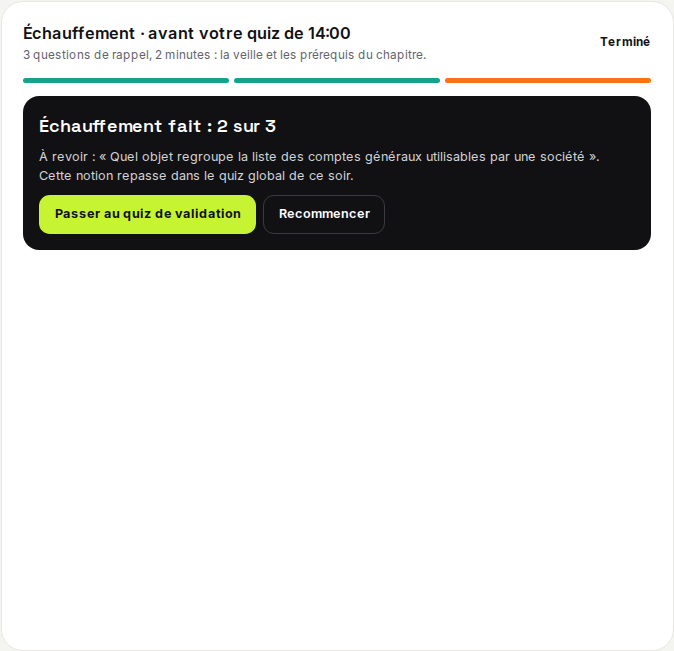 Échauffement · avant votre quiz de 14:00
Terminé
3 questions de rappel, 2 minutes : la veille et les prérequis du chapitre.
Échauffement fait : 2 sur 3
À revoir : « Quel objet regroupe la liste des comptes généraux utilisables par une société ».
Cette notion repasse dans le quiz global de ce soir.
Passer au quiz de validation
Recommencer